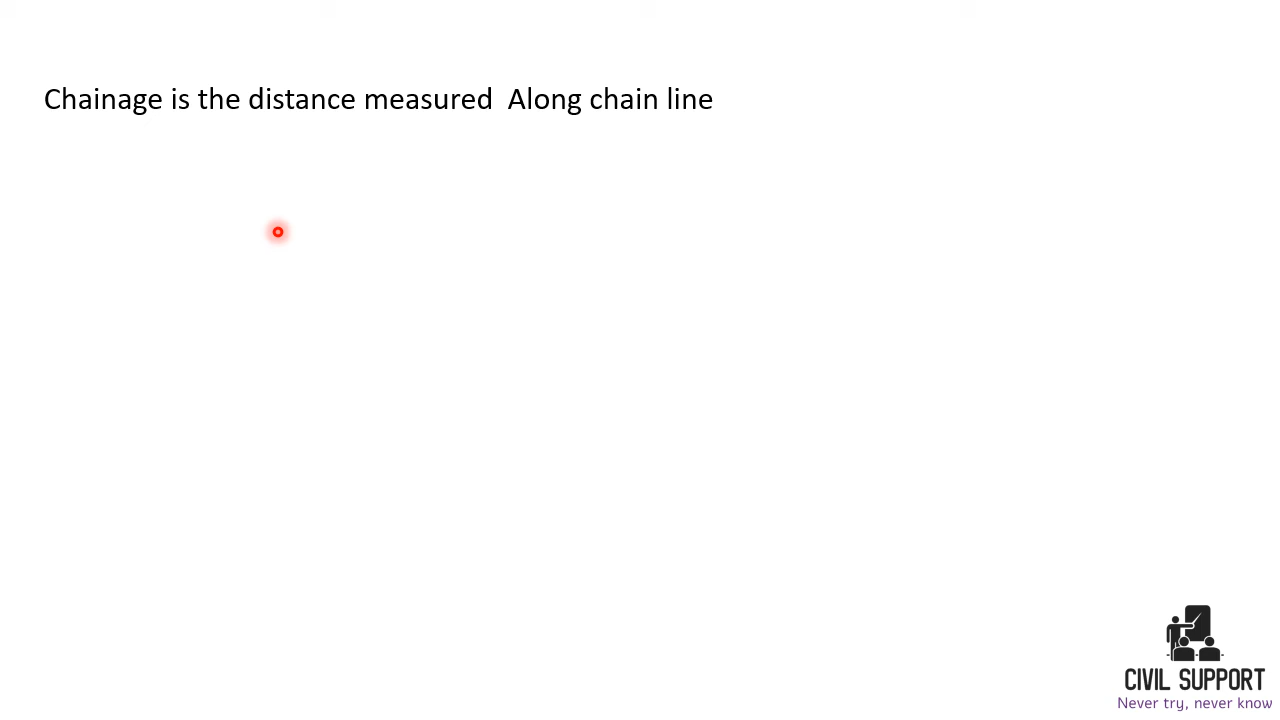 Chainage is the distance measured  Along chain line
CIVIL SUPPORT
Never try, never know